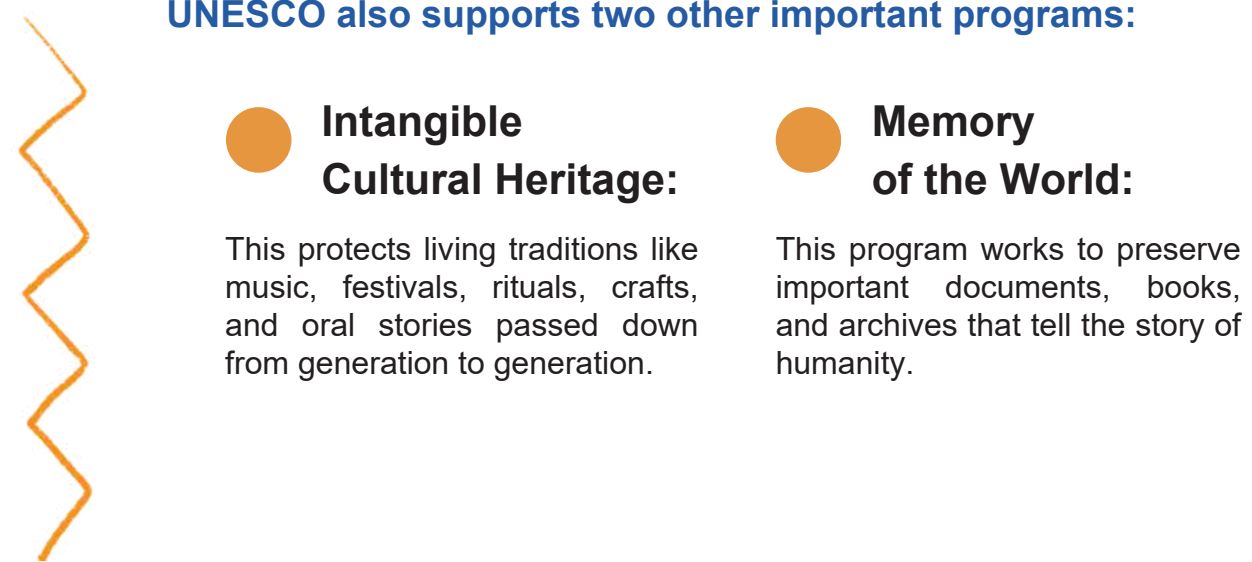 UNESCO also supports two other important programs:
Intangible
Cultural Heritage:
This protects living traditions like
music, festivals, rituals, crafts,
and oral stories passed down
from generation to generation.
Memory
of the World:
This program works to preserve
important documents, books,
and archives that tell the story of
humanity.